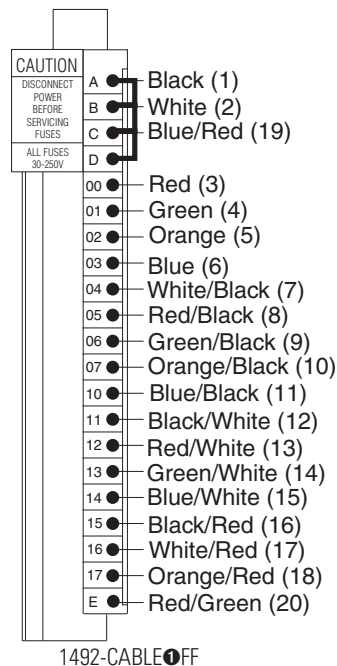 CAUTION
DISCONNECT
POWER
BEFORE
SERVICING
FUSES
ALL FUSES
30-250V
A Black (1)
B White (2)
C Blue/Red (19)
D
00 Red (3)
01 Green (4)
02 Orange (5)
03 Blue (6)
04 White/Black (7)
05 Red/Black (8)
06 Green/Black (9)
07 Orange/Black (10)
10 Blue/Black (11)
11 Black/White (12)
12 Red/White (13)
13 Green/White (14)
14 Blue/White (15)
15 Black/Red (16)
16 White/Red (17)
17 Orange/Red (18)
E Red/Green (20)
1492-CABLE❶FF